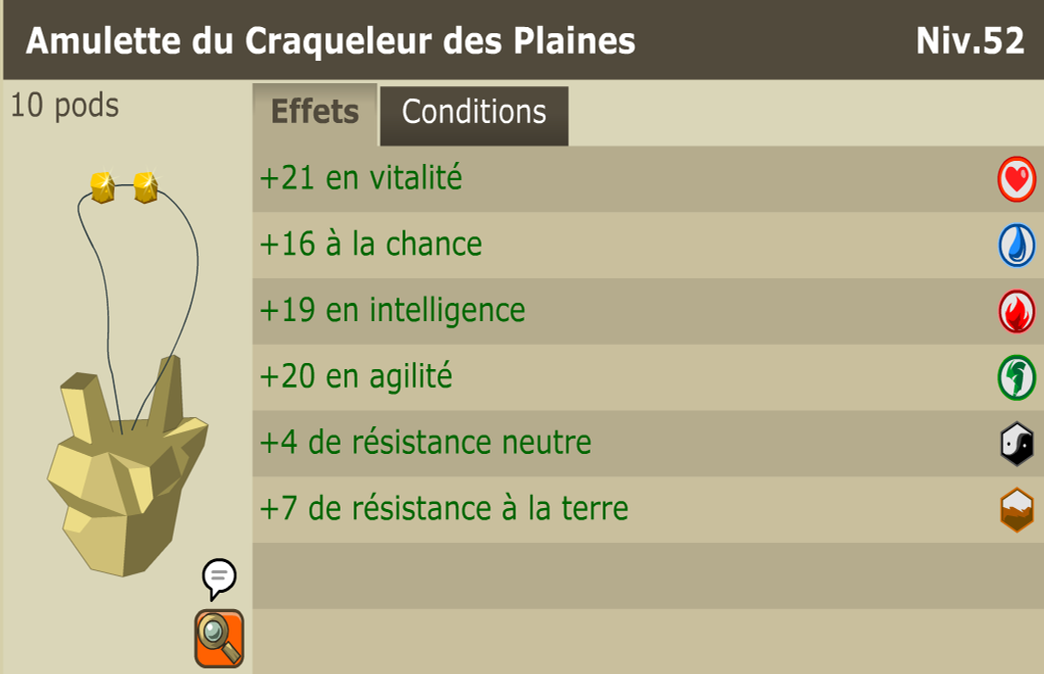 Amulette du Craqueleur des Plaines Niv.52
10 pods
Effets Conditions
+21 en vitalité
+16 à la chance
+19 en intelligence
+20 en agilité
+4 de résistance neutre
+7 de résistance à la terre